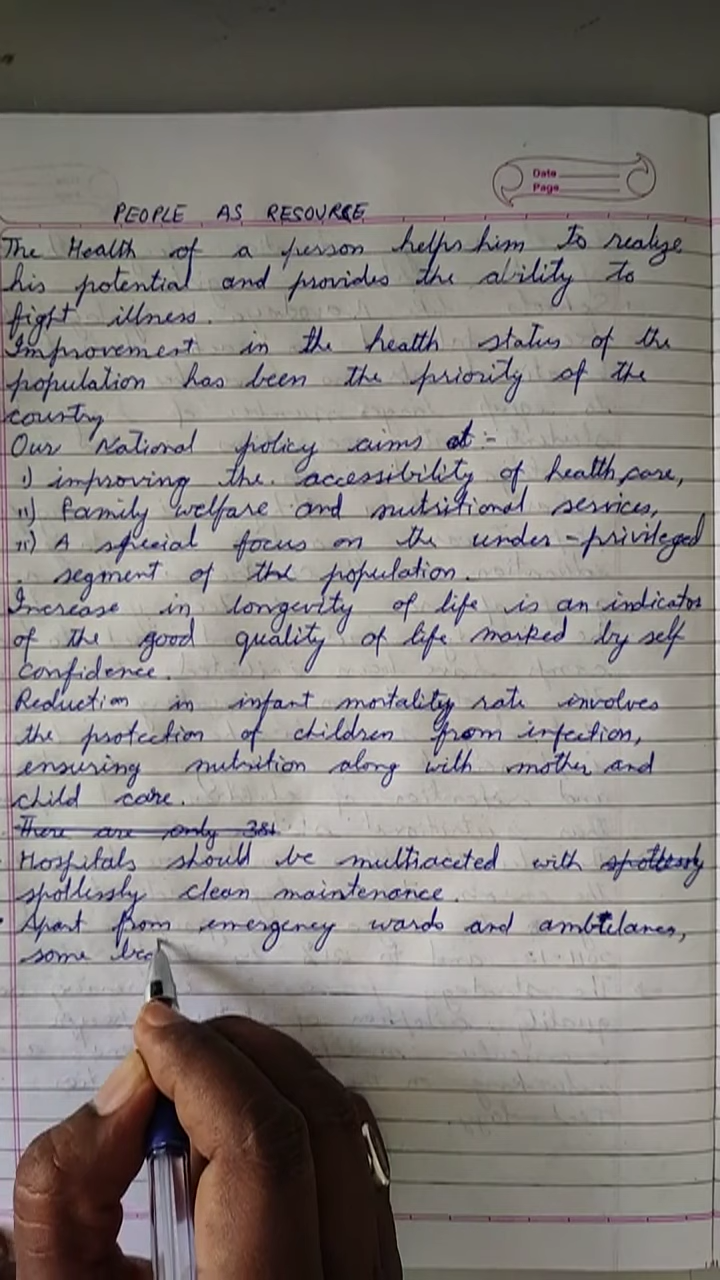 Date
Page
PEOPLE AS RESOURCE
The Health of a person helps him to realize
his potential and provides the ability to
fight illness.
Improvement in the health status of the
population has been the priority of the
country
Our National policy aims at :-
i) improving the. accessibility of health care,
ii) family welfare and nutritional services,
iii) A special focus on the under-privileged
segment of the population.
Increase in longevity of life is an indicator
of the good quality of life marked by self
confidence.
Reduction in infant mortality rate involves
the protection of children from infection,
ensuring nutrition along with mother and
child care.
There are only 381
Hospitals should be multiaceted with spotlessly
spotlessly clean maintenance.
Apart from emergency wards and ambulances,
some